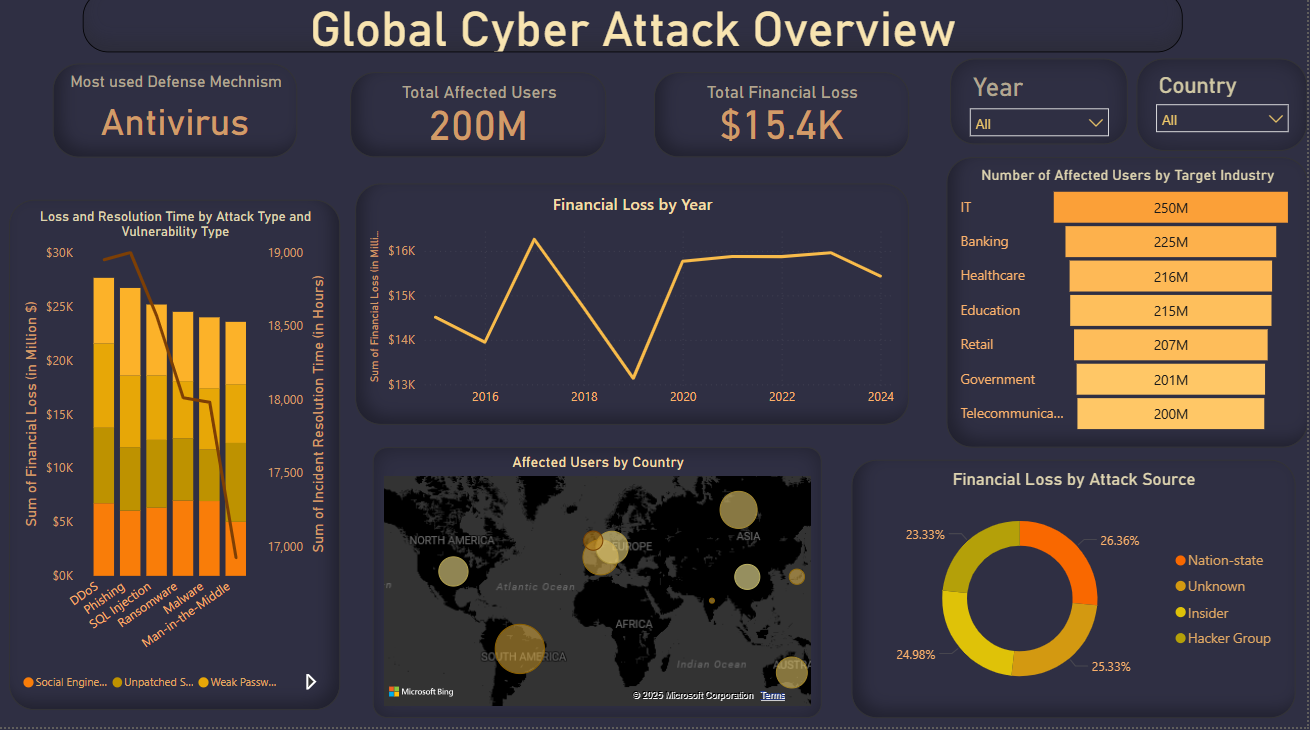 Global Cyber Attack Overview
Most used Defense Mechnism
Antivirus
Total Affected Users
200M
Total Financial Loss
$15.4K
Year
All
Country
All
Loss and Resolution Time by Attack Type and
Vulnerability Type
Sum of Financial Loss (in Million $)
$30K
$25K
$20K
$15K
$10K
$5K
$0K
19,000
18,500
18,000
17,500
17,000
Sum of Incident Resolution Time (in Hours)
DDoS
Phishing
SQL Injection
Ransomware
Malware
Man-in-the-Middle
Social Engine...
Unpatched S...
Weak Passw...
Financial Loss by Year
Sum of Financial Loss (in Milli...
$16K
$15K
$14K
$13K
2016
2018
2020
2022
2024
Affected Users by Country
NORTH AMERICA
EUROPE
ASIA
Atlantic Ocean
AFRICA
SOUTH AMERICA
Indian Ocean
AUSTRA
Microsoft Bing
© 2025 Microsoft Corporation Terms
Number of Affected Users by Target Industry
IT 250M
Banking 225M
Healthcare 216M
Education 215M
Retail 207M
Government 201M
Telecommunica... 200M
Financial Loss by Attack Source
23.33%
26.36%
24.98%
25.33%
Nation-state
Unknown
Insider
Hacker Group